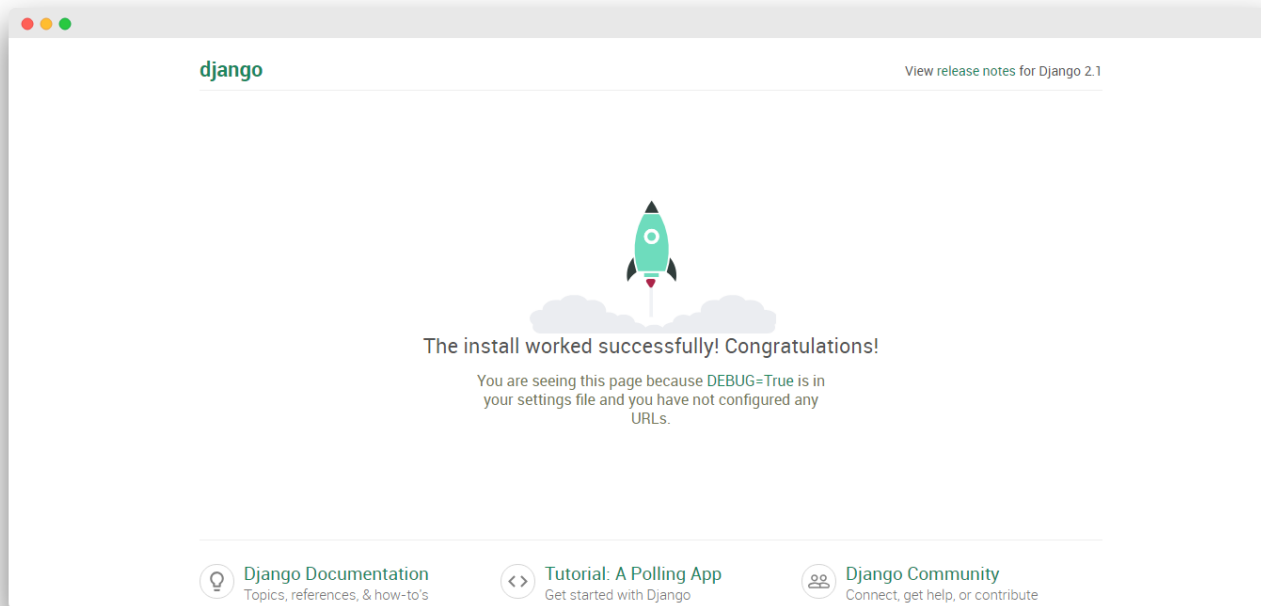 django
View release notes for Django 2.1
The install worked successfully! Congratulations!
You are seeing this page because DEBUG=True is in
your settings file and you have not configured any
URLs.
Django Documentation
Topics, references, & how-to's
Tutorial: A Polling App
Get started with Django
Django Community
Connect, get help, or contribute